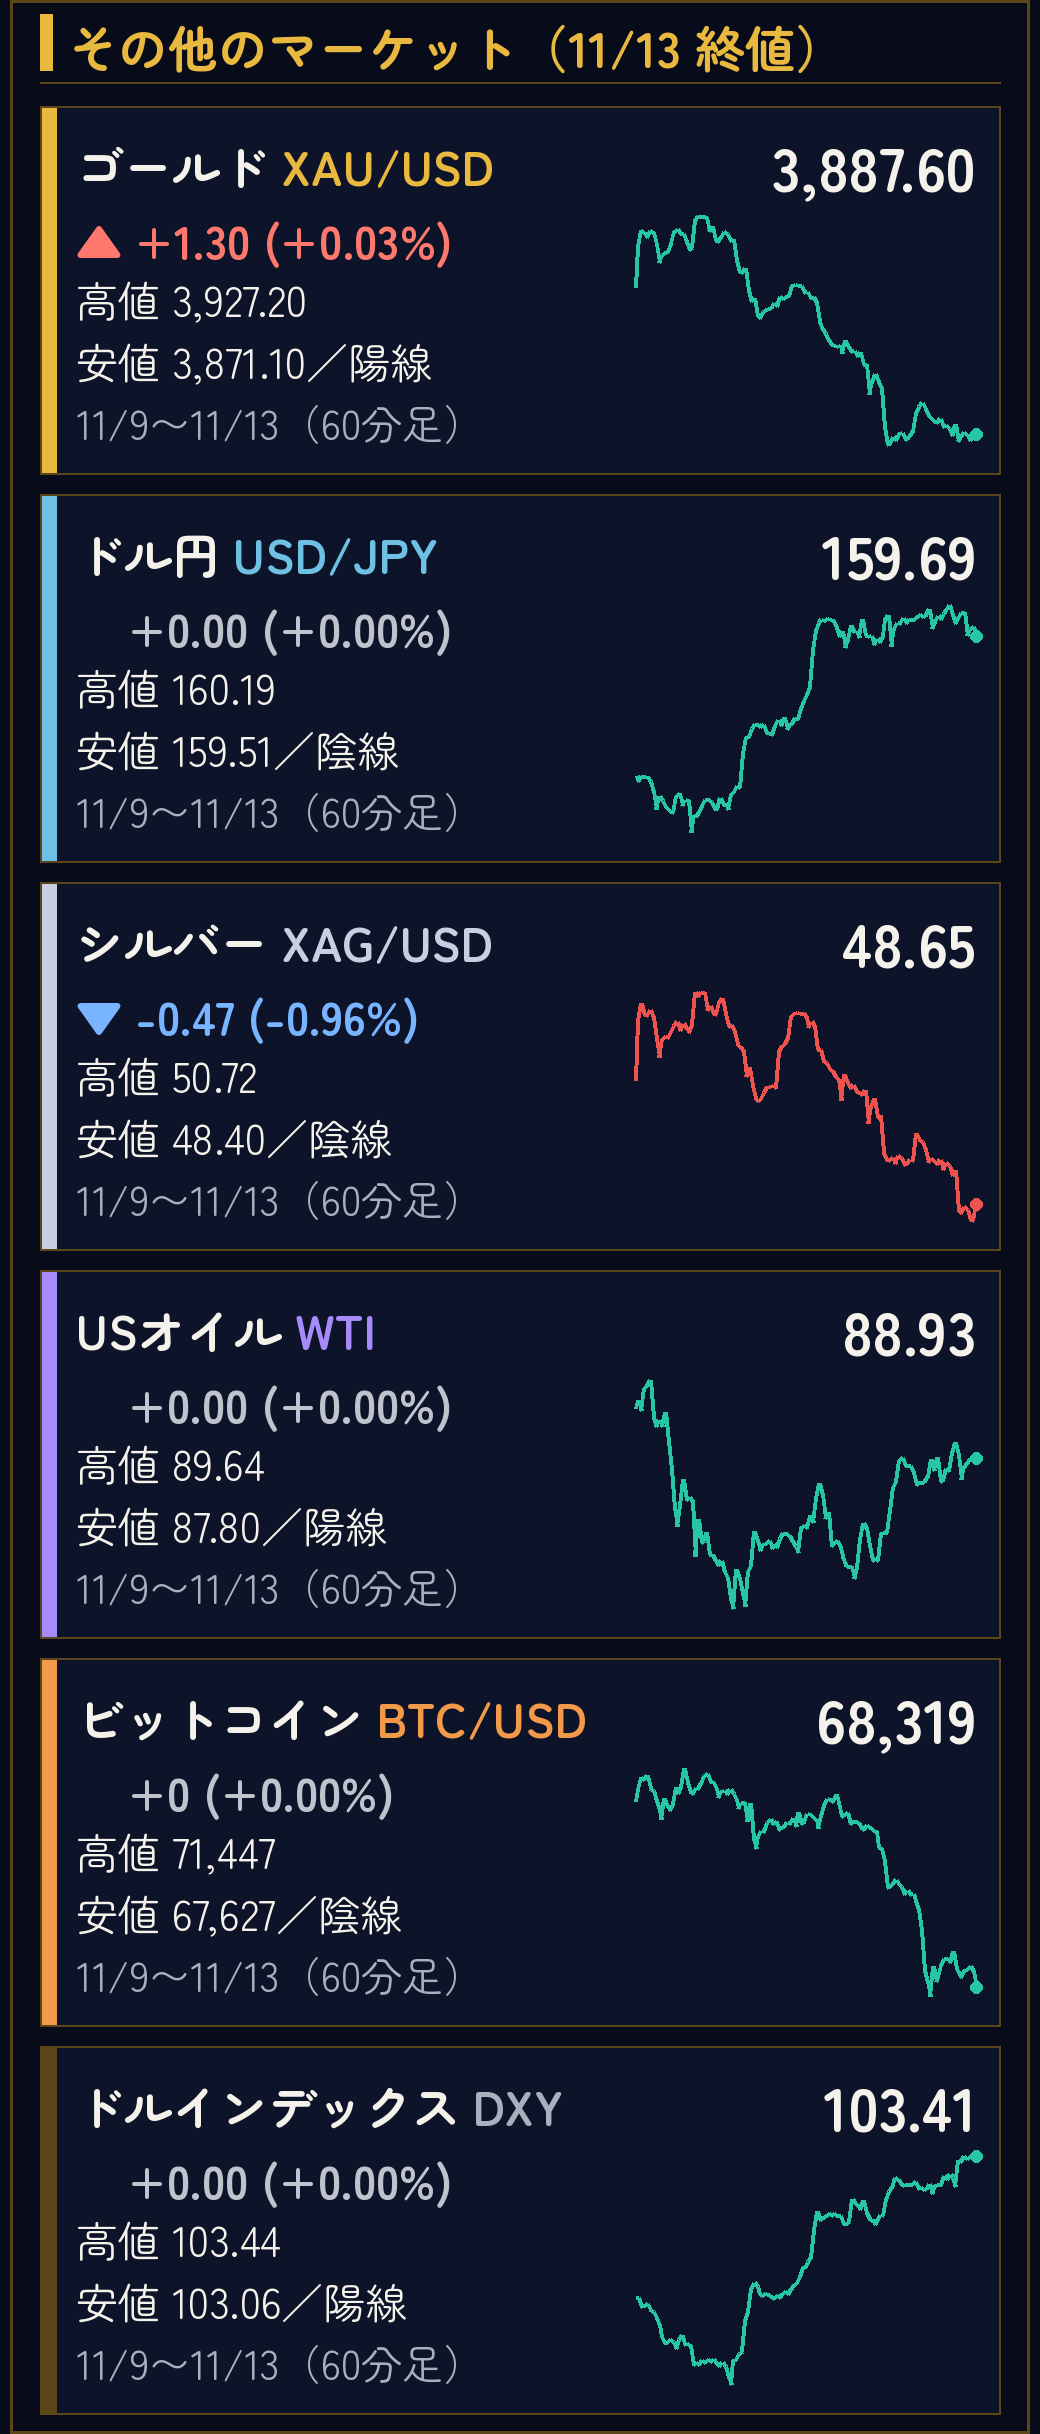 その他のマーケット（11/13 終値）
ゴールド XAU/USD 3,887.60
▲ +1.30 (+0.03%)
高値 3,927.20
安値 3,871.10／陽線
11/9〜11/13（60分足）
ドル円 USD/JPY 159.69
+0.00 (+0.00%)
高値 160.19
安値 159.51／陰線
11/9〜11/13（60分足）
シルバー XAG/USD 48.65
▼ -0.47 (-0.96%)
高値 50.72
安値 48.40／陰線
11/9〜11/13（60分足）
USオイル WTI 88.93
+0.00 (+0.00%)
高値 89.64
安値 87.80／陽線
11/9〜11/13（60分足）
ビットコイン BTC/USD 68,319
+0 (+0.00%)
高値 71,447
安値 67,627／陰線
11/9〜11/13（60分足）
ドルインデックス DXY 103.41
+0.00 (+0.00%)
高値 103.44
安値 103.06／陽線
11/9〜11/13（60分足）